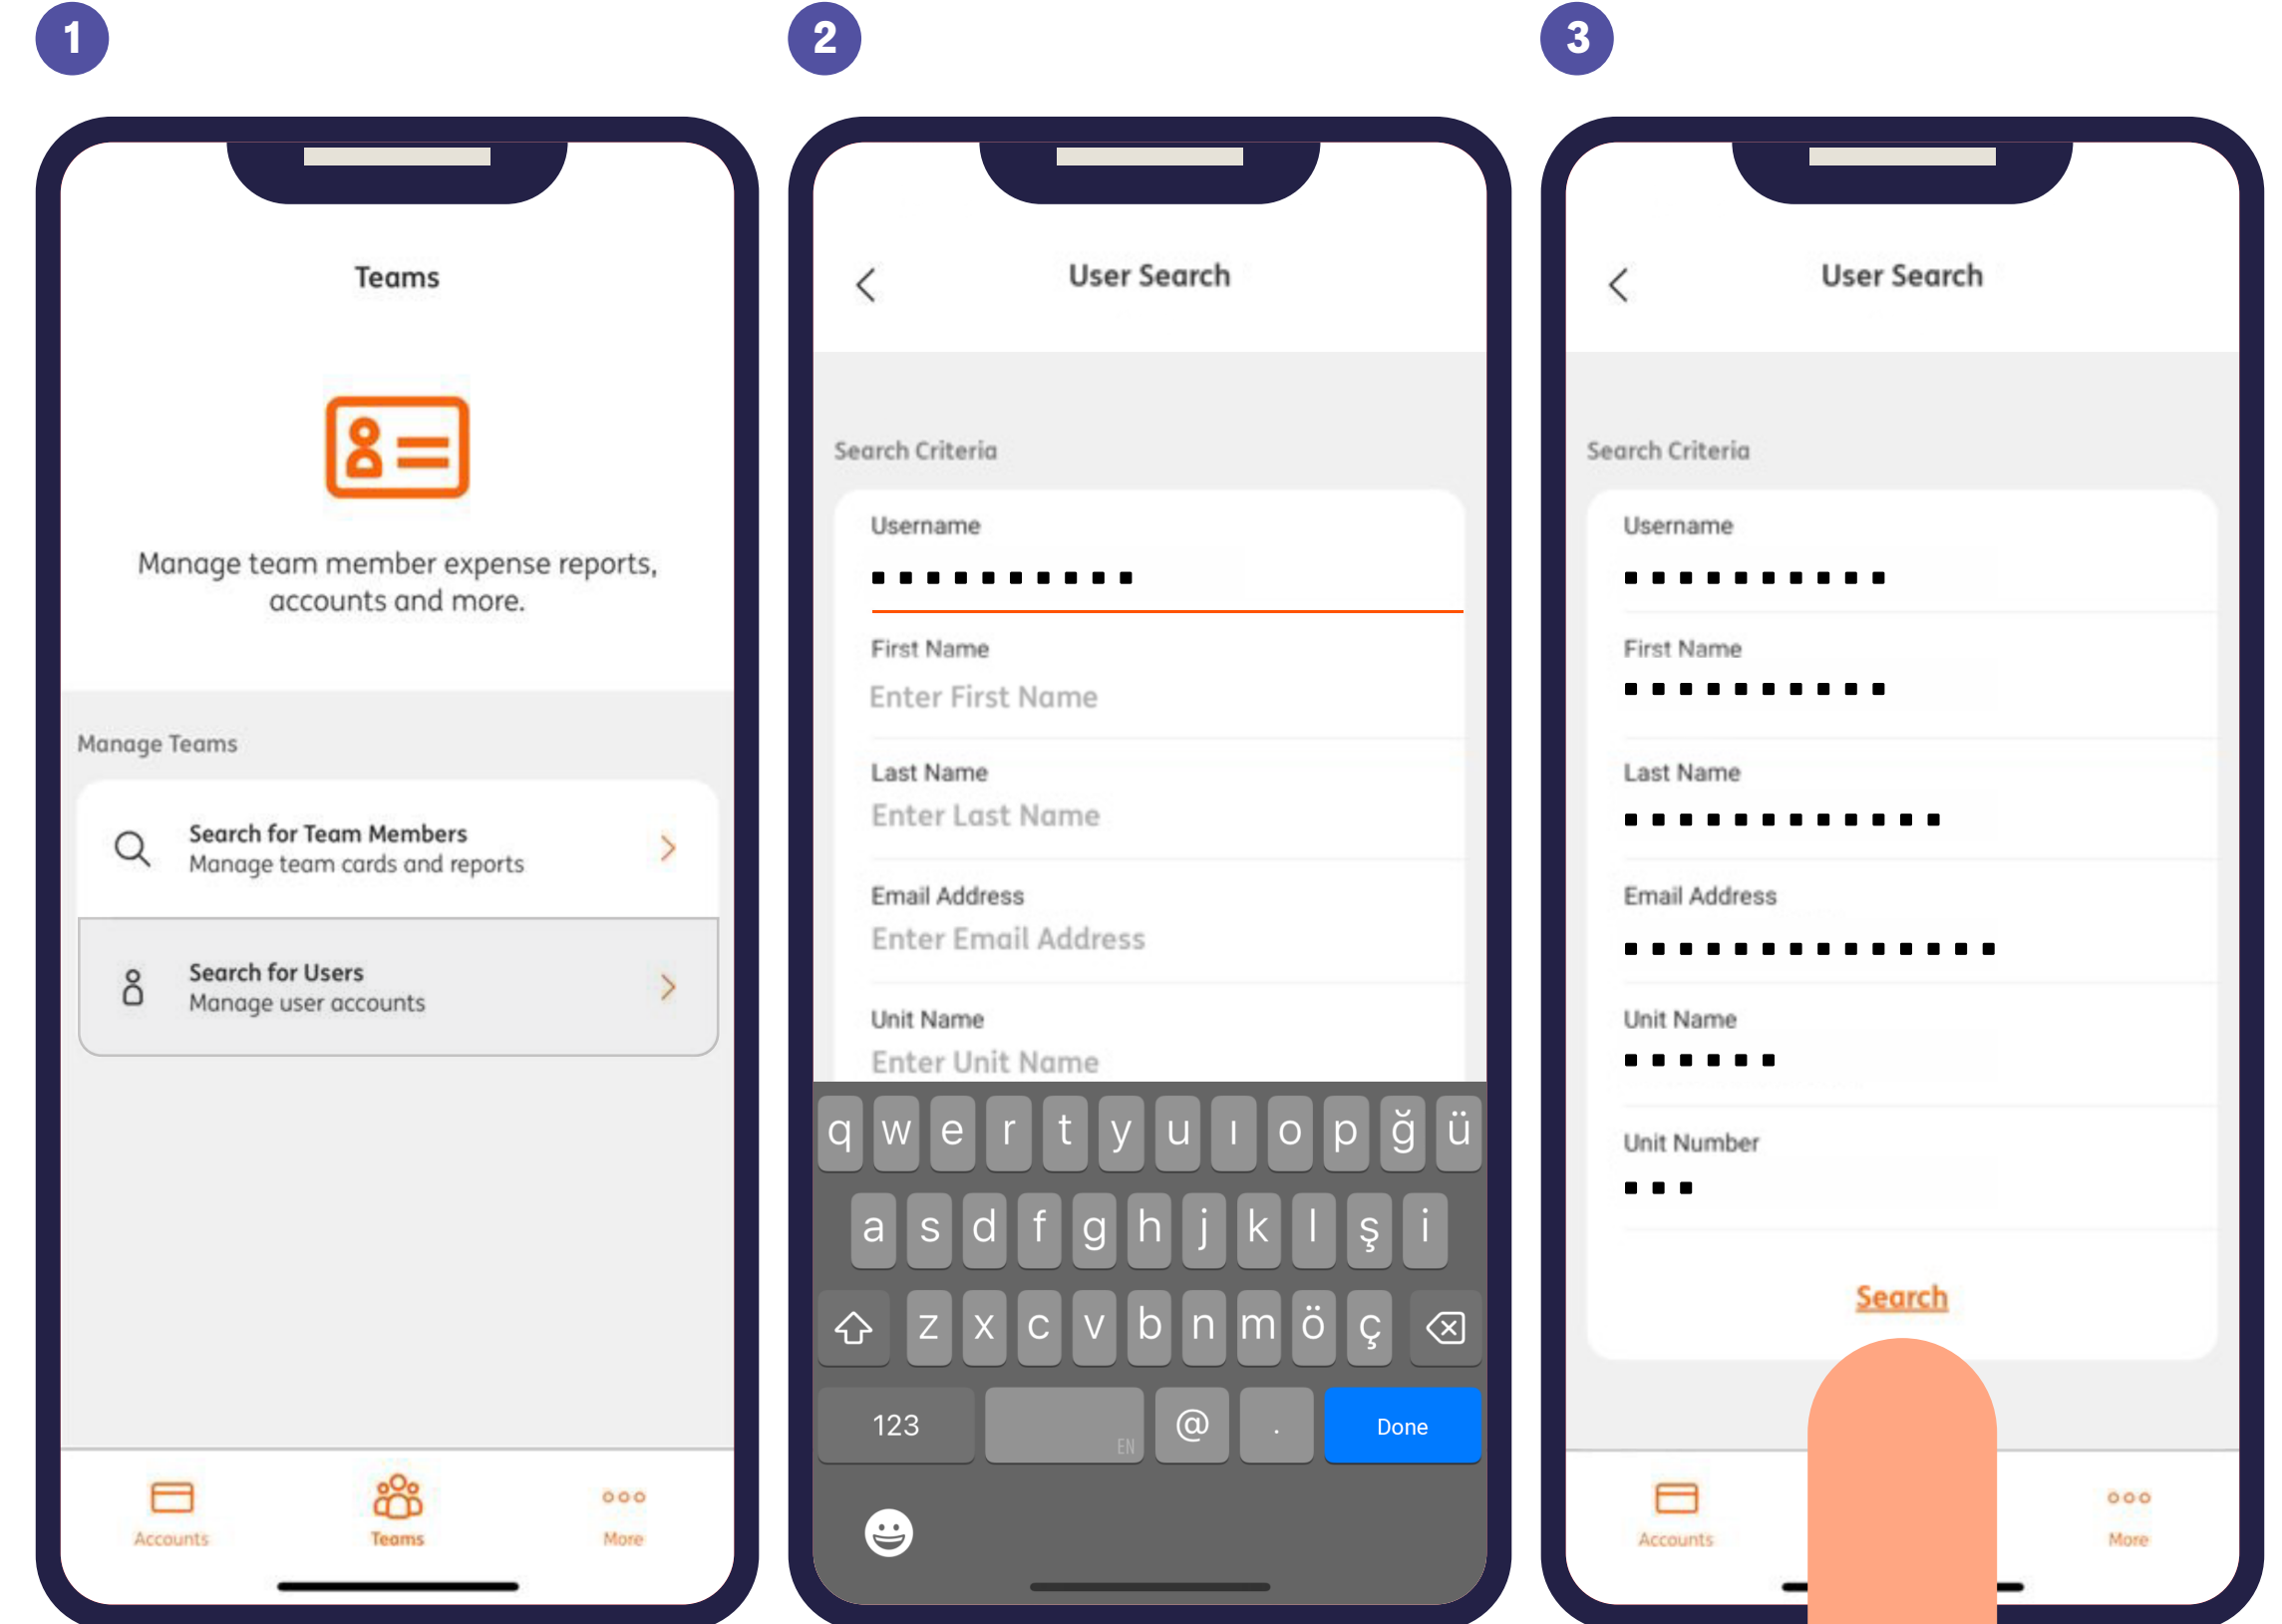 1
Teams
Manage team member expense reports,
accounts and more.
Manage Teams
Search for Team Members
Manage team cards and reports
Search for Users
Manage user accounts
Accounts
Teams
More
2
User Search
Search Criteria
Username
First Name
Enter First Name
Last Name
Enter Last Name
Email Address
Enter Email Address
Unit Name
Enter Unit Name
q w e r t y u ı o p ğ ü
a s d f g h j k l ş i
z x c v b n m ö ç
123 EN @ . Done
3
User Search
Search Criteria
Username
First Name
Last Name
Email Address
Unit Name
Unit Number
Search
Accounts
More